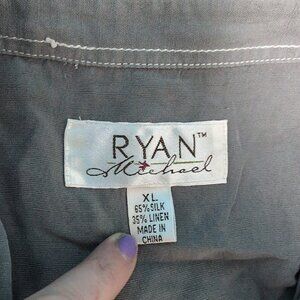 RYAN™
Michael
XL
65% SILK
35% LINEN
MADE IN
CHINA